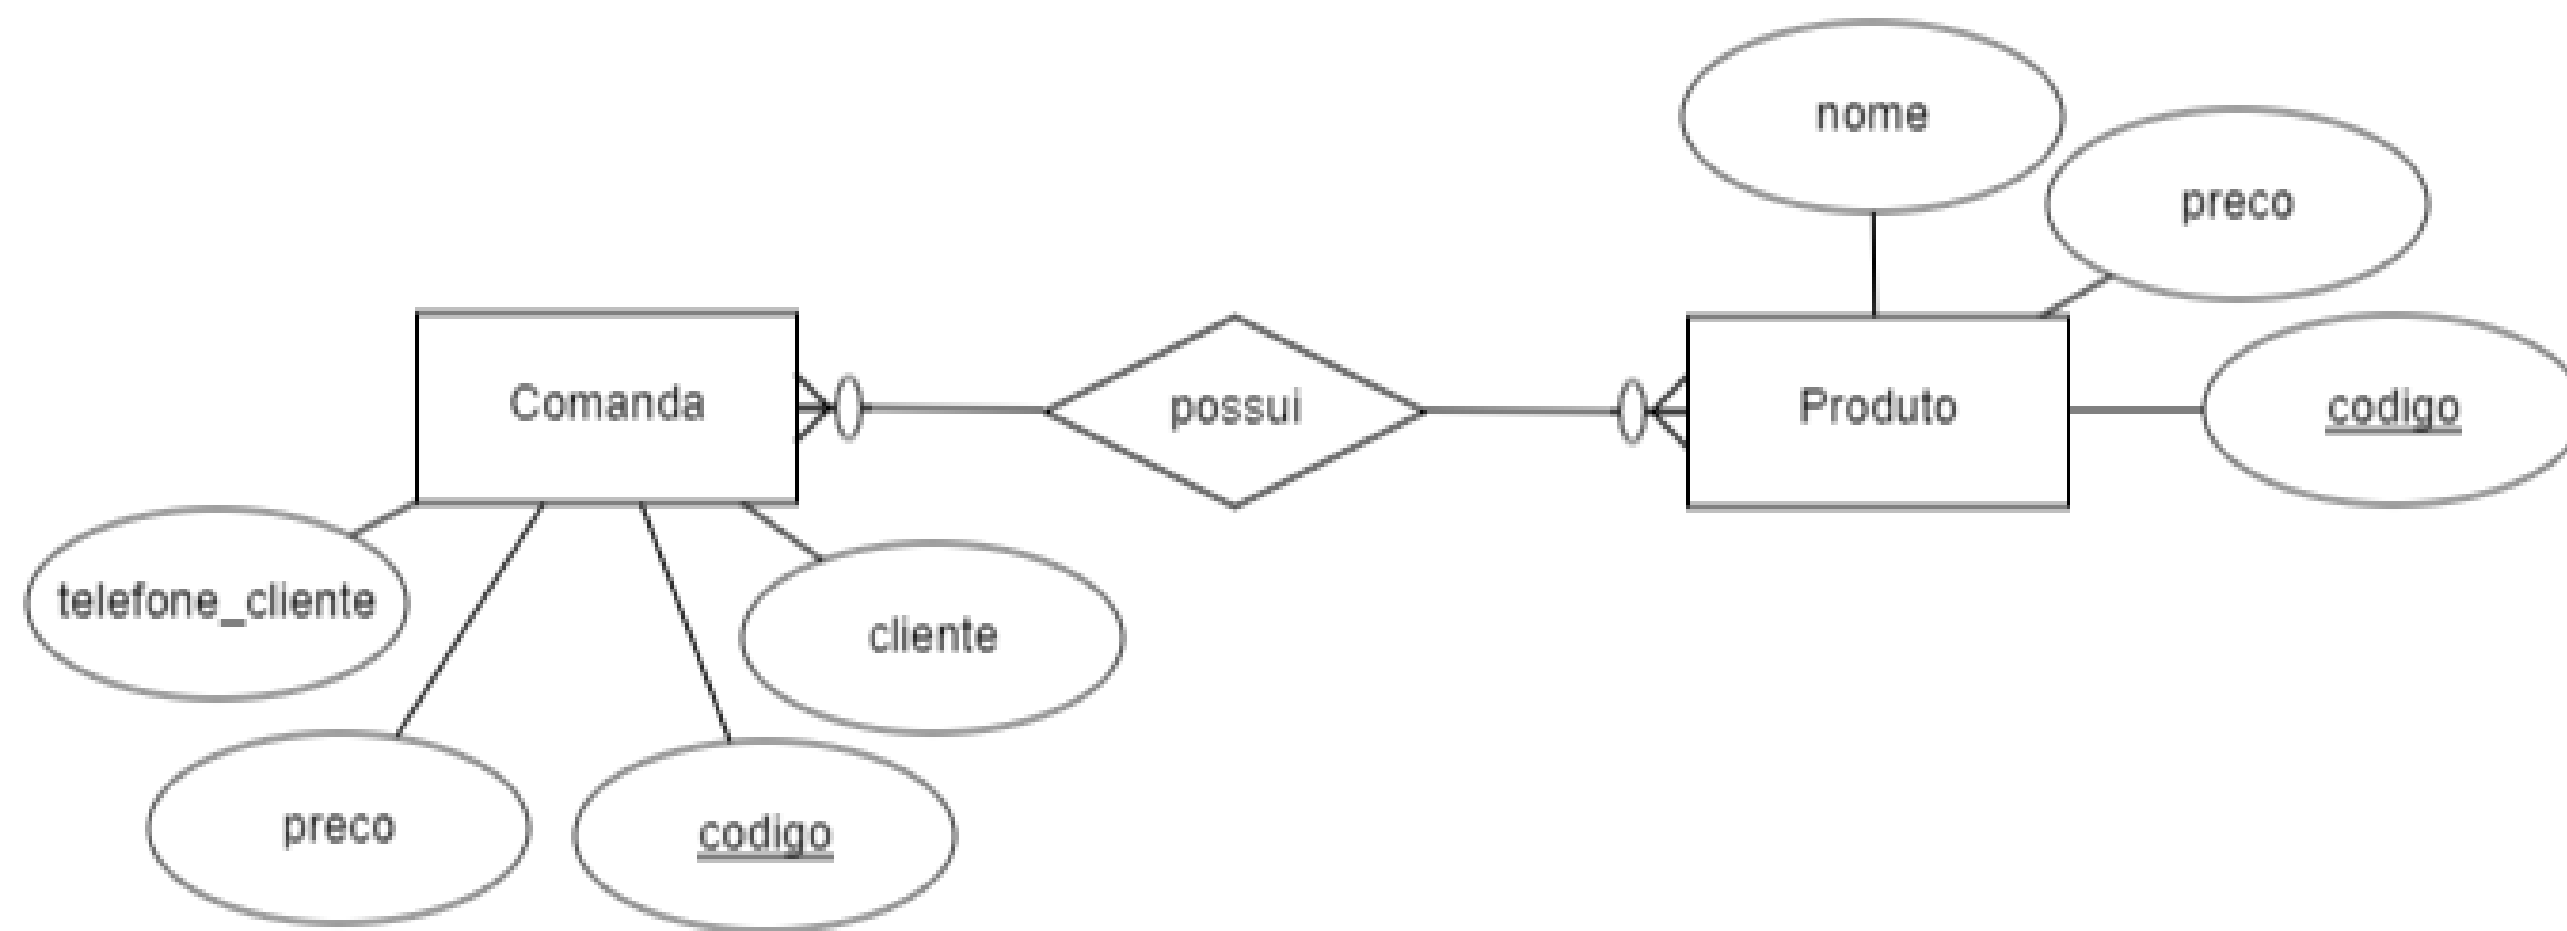 nome
preco
Comanda
possui
Produto
codigo
telefone_cliente
cliente
preco
codigo